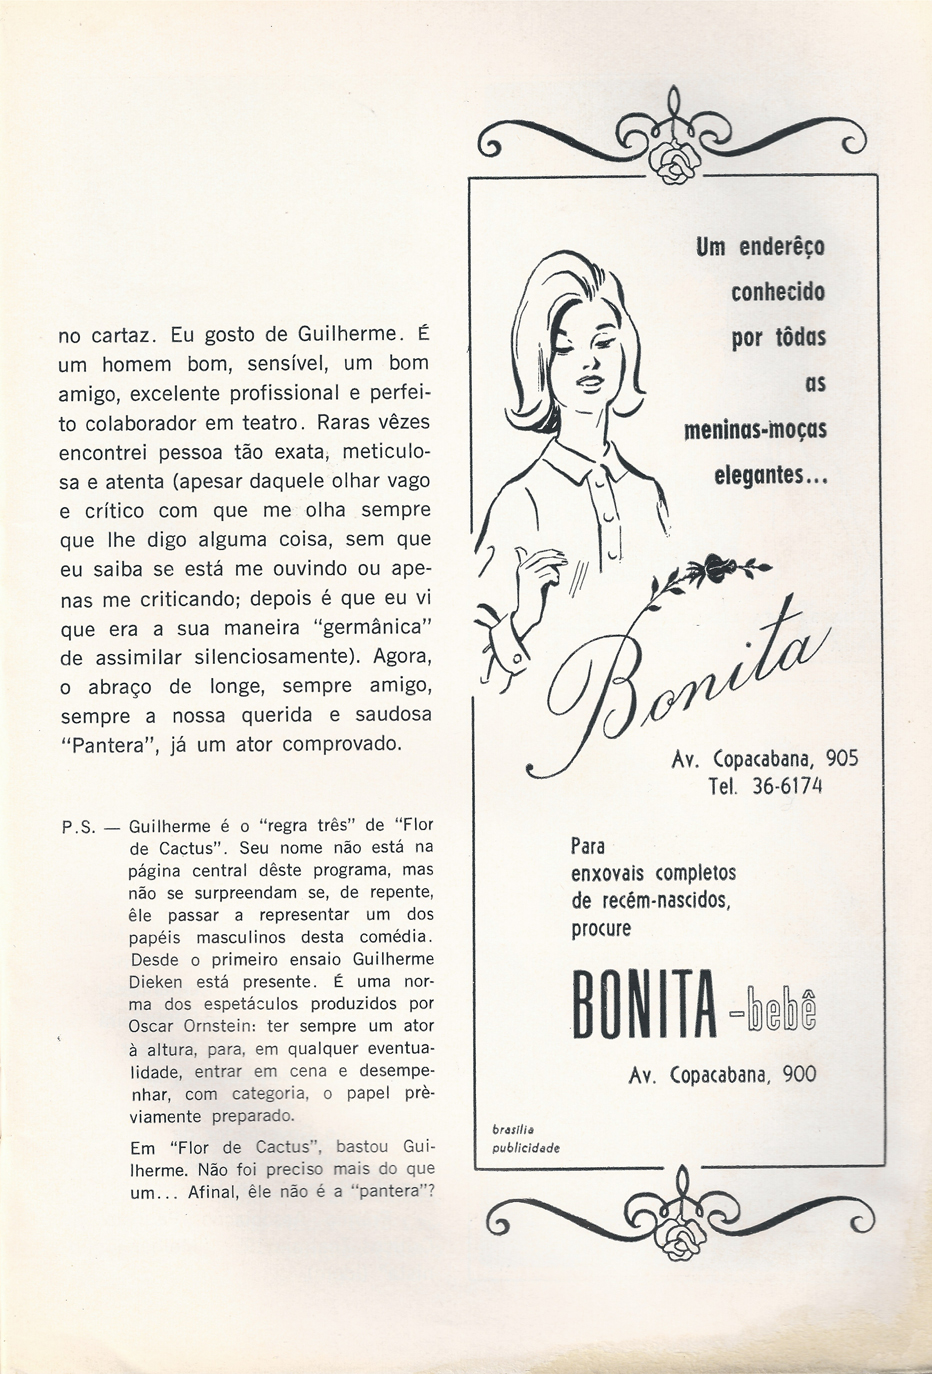 no cartaz. Eu gosto de Guilherme. É
um homem bom, sensível, um bom
amigo, excelente profissional e perfei-
to colaborador em teatro. Raras vêzes
encontrei pessoa tão exata, meticulo-
sa e atenta (apesar daquele olhar vago
e crítico com que me olha sempre
que lhe digo alguma coisa, sem que
eu saiba se está me ouvindo ou ape-
nas me criticando; depois é que eu vi
que era a sua maneira “germânica”
de assimilar silenciosamente). Agora,
o abraço de longe, sempre amigo,
sempre a nossa querida e saudosa
“Pantera”, já um ator comprovado.
P.S. — Guilherme é o “regra três” de “Flor
de Cactus”. Seu nome não está na
página central dêste programa, mas
não se surpreendam se, de repente,
êle passar a representar um dos
papéis masculinos desta comédia.
Desde o primeiro ensaio Guilherme
Dieken está presente. É uma nor-
ma dos espetáculos produzidos por
Oscar Ornstein: ter sempre um ator
à altura, para, em qualquer eventua-
lidade, entrar em cena e desempe-
nhar, com categoria, o papel prè-
viamente preparado.
Em “Flor de Cactus”, bastou Gui-
lherme. Não foi preciso mais do que
um... Afinal, êle não é a “pantera”?
Um enderêço
conhecido
por tôdas
as
meninas-moças
elegantes...
Bonita
Av. Copacabana, 905
Tel. 36-6174
Para
enxovais completos
de recém-nascidos,
procure
BONITA-bebê
Av. Copacabana, 900
brasília
publicidade